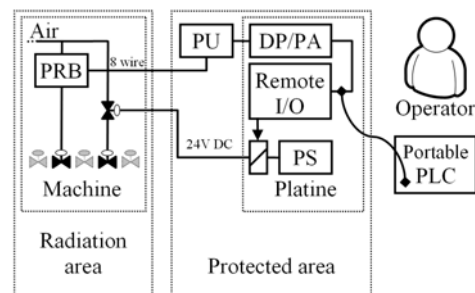 Air
PRB
8 wire
PU
DP/PA
Remote
I/O
24V DC
PS
Machine
Platine
Radiation
area
Protected area
Operator
Portable
PLC